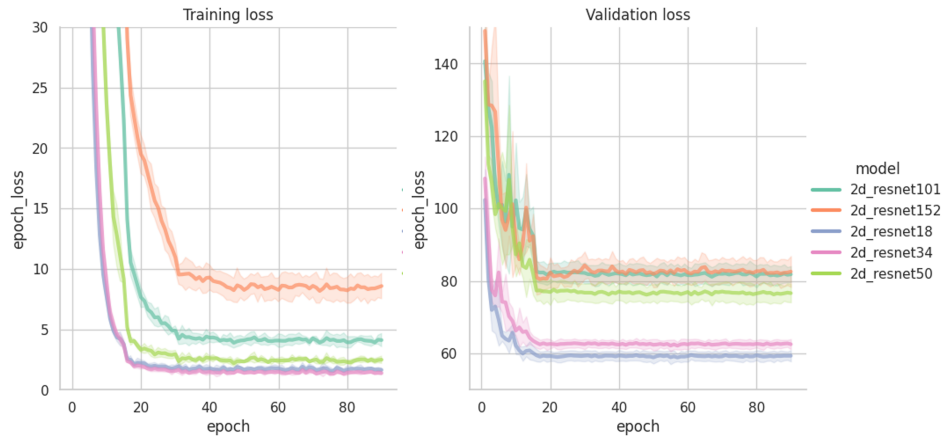 Training loss
30
25
20
15
10
5
0
epoch_loss
0 20 40 60 80
epoch
Validation loss
140
120
100
80
60
epoch_loss
0 20 40 60 80
epoch
model
2d_resnet101
2d_resnet152
2d_resnet18
2d_resnet34
2d_resnet50